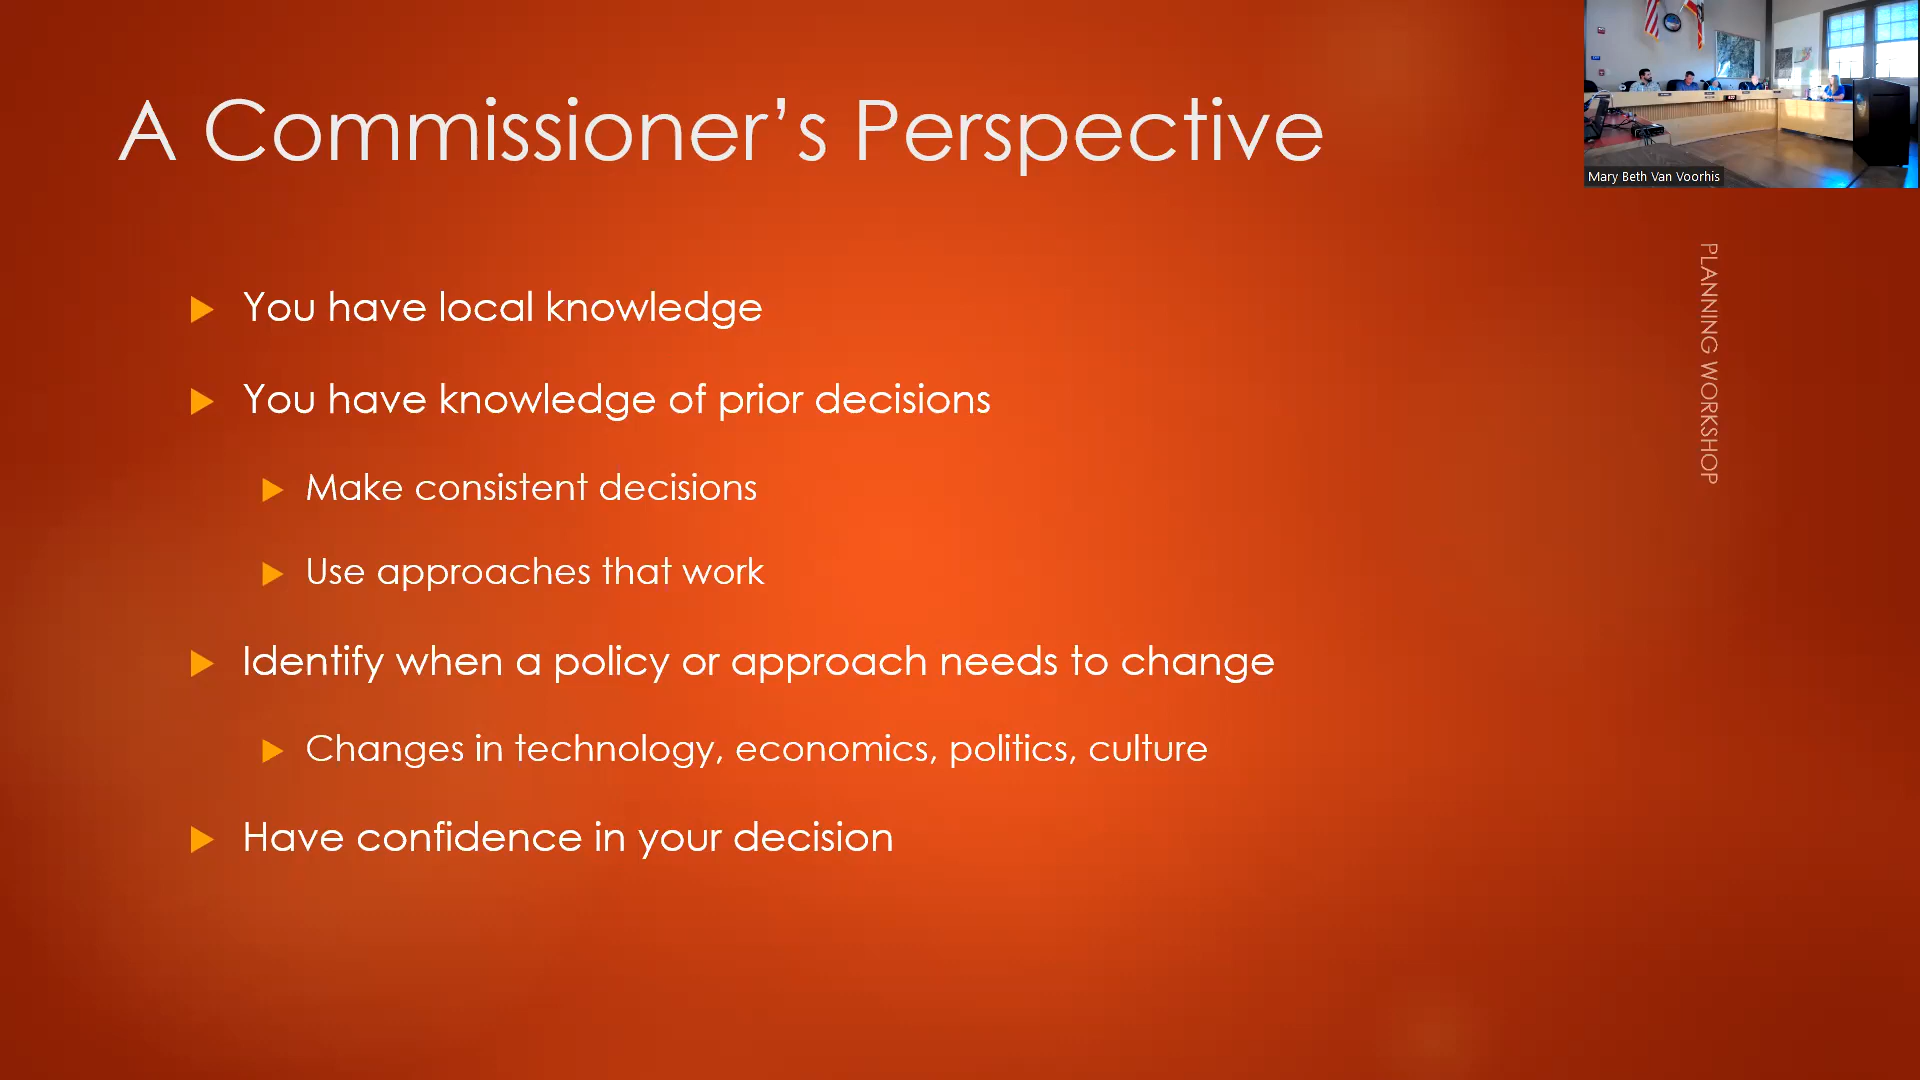 A Commissioner’s Perspective
Mary Beth Van Voorhis
PLANNING WORKSHOP
You have local knowledge
You have knowledge of prior decisions
Make consistent decisions
Use approaches that work
Identify when a policy or approach needs to change
Changes in technology, economics, politics, culture
Have confidence in your decision